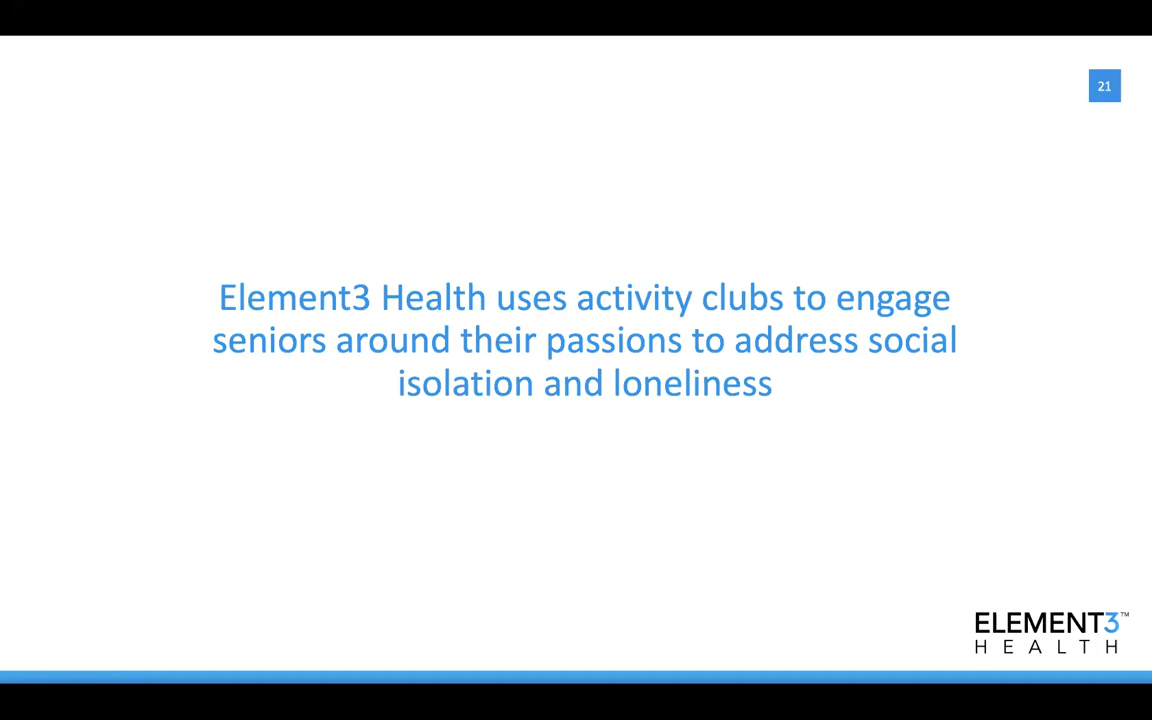 21
Element3 Health uses activity clubs to engage
seniors around their passions to address social
isolation and loneliness
ELEMENT3™
HEALTH